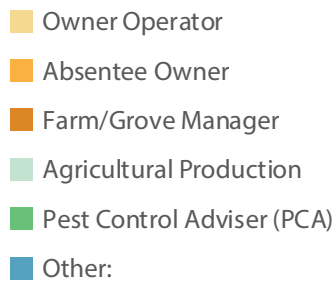 Owner Operator
Absentee Owner
Farm/Grove Manager
Agricultural Production
Pest Control Adviser (PCA)
Other: